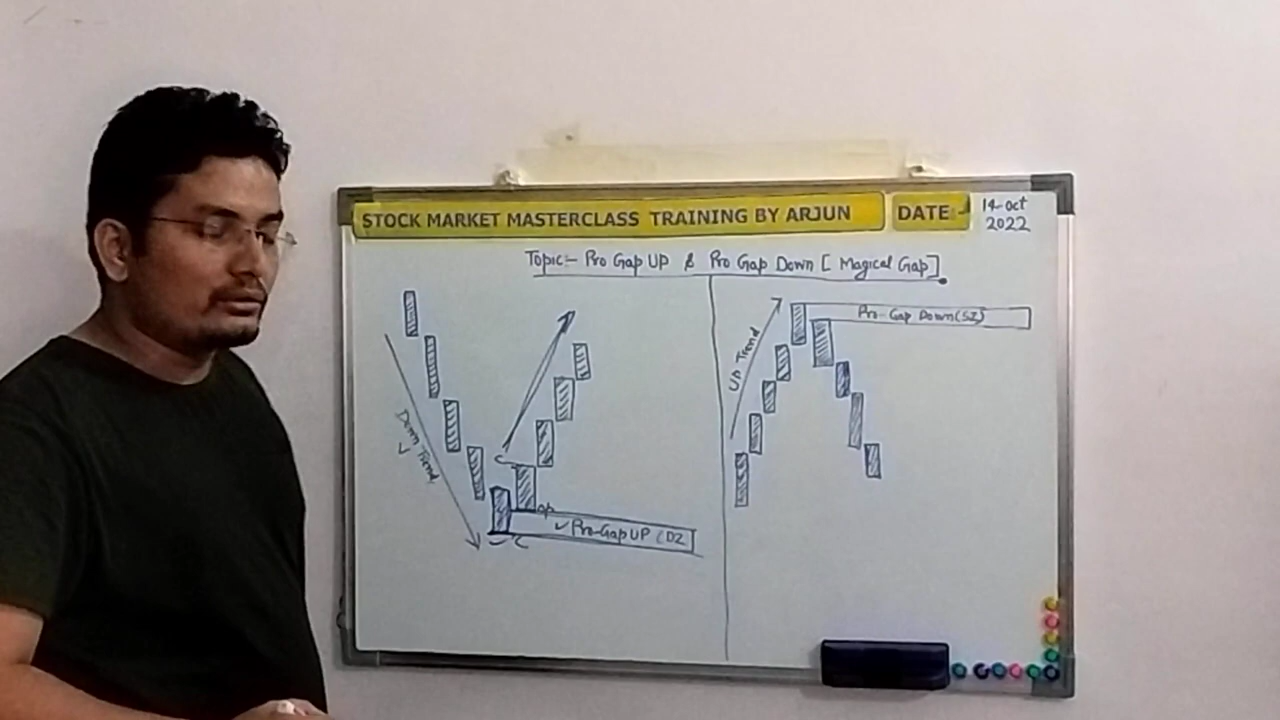 STOCK MARKET MASTERCLASS TRAINING BY ARJUN
DATE:-
14-oct
2022
Topic:- Pro Gap UP & Pro Gap Down [ Magical Gap ]
Down Trend
op
Pro-Gap UP (DZ
UP Trend
Pro-Gap Down(SZ)